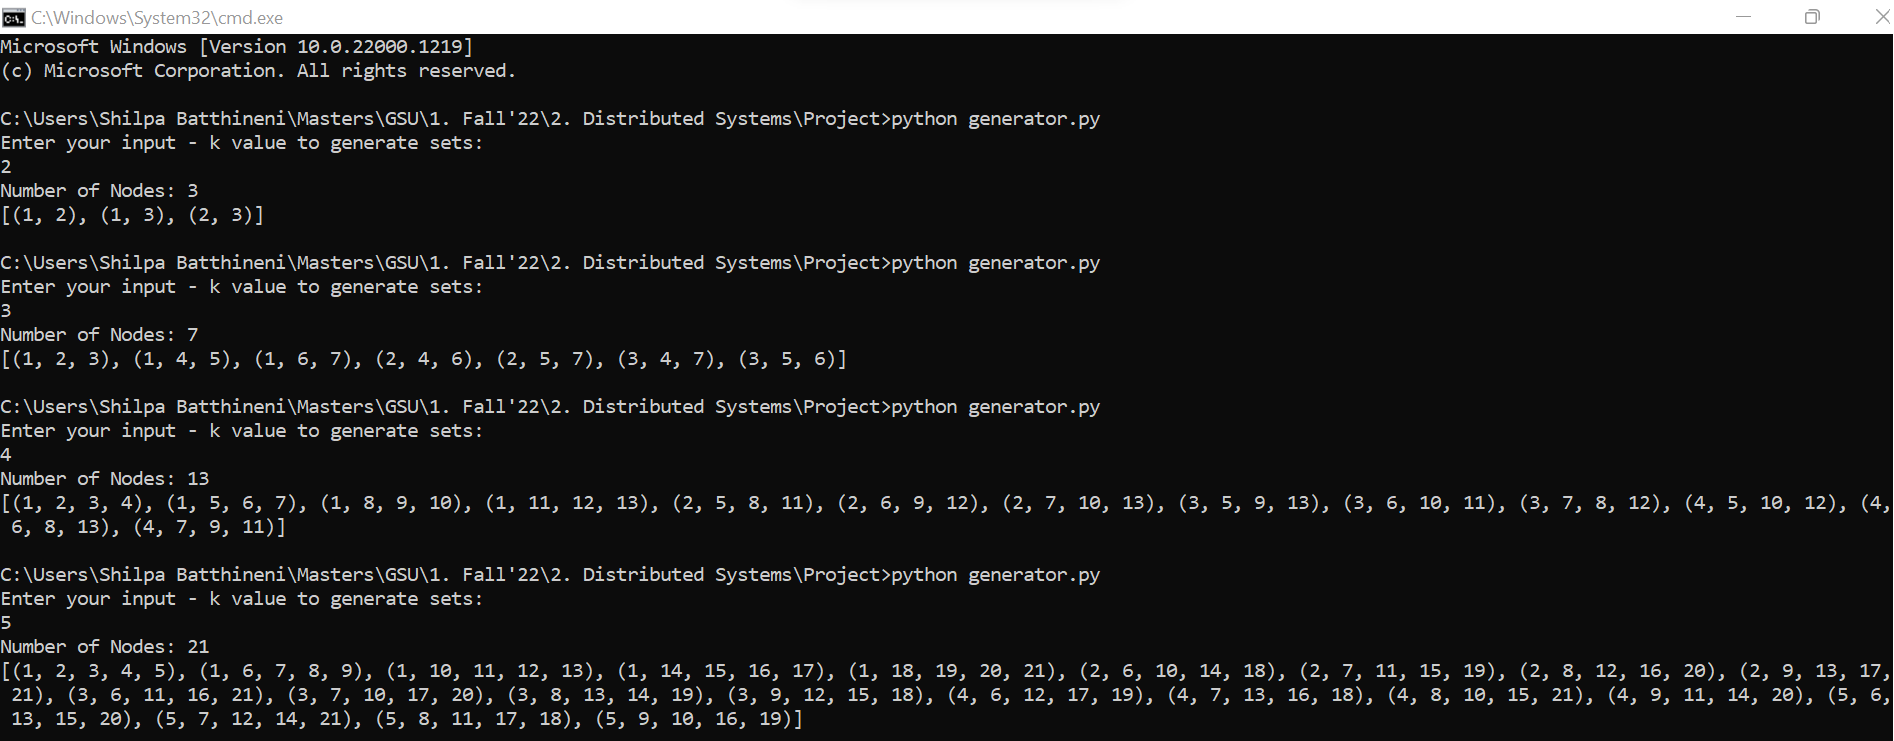 C:\Windows\System32\cmd.exe
Microsoft Windows [Version 10.0.22000.1219]
(c) Microsoft Corporation. All rights reserved.
C:\Users\Shilpa Batthineni\Masters\GSU\1. Fall'22\2. Distributed Systems\Project>python generator.py
Enter your input - k value to generate sets:
2
Number of Nodes: 3
[(1, 2), (1, 3), (2, 3)]
C:\Users\Shilpa Batthineni\Masters\GSU\1. Fall'22\2. Distributed Systems\Project>python generator.py
Enter your input - k value to generate sets:
3
Number of Nodes: 7
[(1, 2, 3), (1, 4, 5), (1, 6, 7), (2, 4, 6), (2, 5, 7), (3, 4, 7), (3, 5, 6)]
C:\Users\Shilpa Batthineni\Masters\GSU\1. Fall'22\2. Distributed Systems\Project>python generator.py
Enter your input - k value to generate sets:
4
Number of Nodes: 13
[(1, 2, 3, 4), (1, 5, 6, 7), (1, 8, 9, 10), (1, 11, 12, 13), (2, 5, 8, 11), (2, 6, 9, 12), (2, 7, 10, 13), (3, 5, 9, 13), (3, 6, 10, 11), (3, 7, 8, 12), (4, 5, 10, 12), (4,
6, 8, 13), (4, 7, 9, 11)]
C:\Users\Shilpa Batthineni\Masters\GSU\1. Fall'22\2. Distributed Systems\Project>python generator.py
Enter your input - k value to generate sets:
5
Number of Nodes: 21
[(1, 2, 3, 4, 5), (1, 6, 7, 8, 9), (1, 10, 11, 12, 13), (1, 14, 15, 16, 17), (1, 18, 19, 20, 21), (2, 6, 10, 14, 18), (2, 7, 11, 15, 19), (2, 8, 12, 16, 20), (2, 9, 13, 17,
21), (3, 6, 11, 16, 21), (3, 7, 10, 17, 20), (3, 8, 13, 14, 19), (3, 9, 12, 15, 18), (4, 6, 12, 17, 19), (4, 7, 13, 16, 18), (4, 8, 10, 15, 21), (4, 9, 11, 14, 20), (5, 6,
13, 15, 20), (5, 7, 12, 14, 21), (5, 8, 11, 17, 18), (5, 9, 10, 16, 19)]